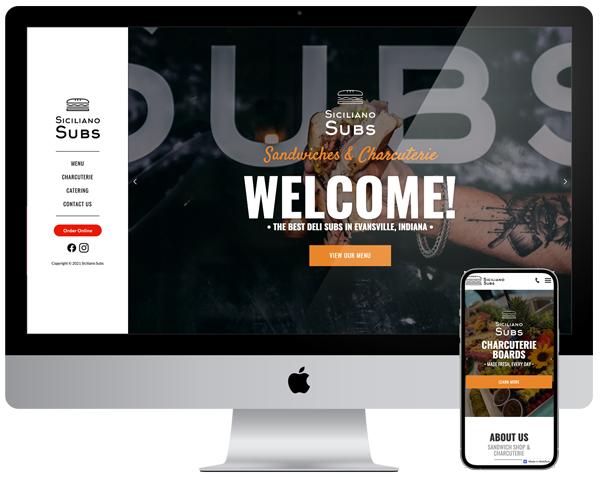 SICILIANO
SUBS
MENU
CHARCUTERIE
CATERING
CONTACT US
Order Online
Copyright © 2021 Siciliano Subs
SUBS
SICILIANO
SUBS
Sandwiches & Charcuterie
WELCOME!
• THE BEST DELI SUBS IN EVANSVILLE, INDIANA •
VIEW OUR MENU
SICILIANO
SUBS
SICILIANO
SUBS
CHARCUTERIE
BOARDS
• MADE FRESH, EVERY DAY •
LEARN MORE
ABOUT US
SANDWICH SHOP &
CHARCUTERIE